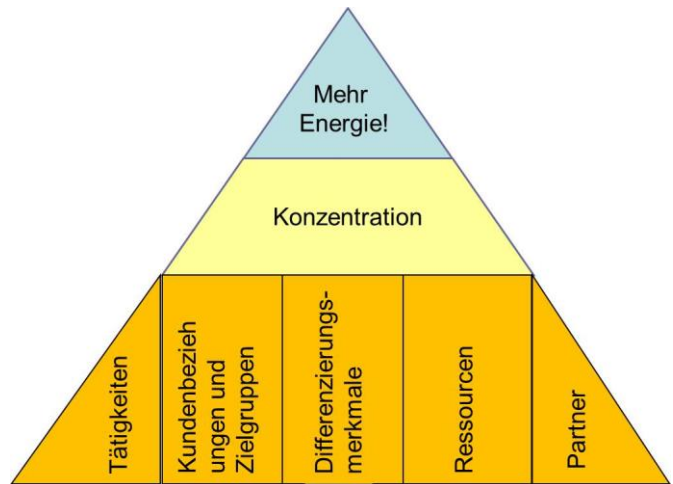 Mehr
Energie!
Konzentration
Tätigkeiten
Kundenbezieh
ungen und
Zielgruppen
Differenzierungs-
merkmale
Ressourcen
Partner